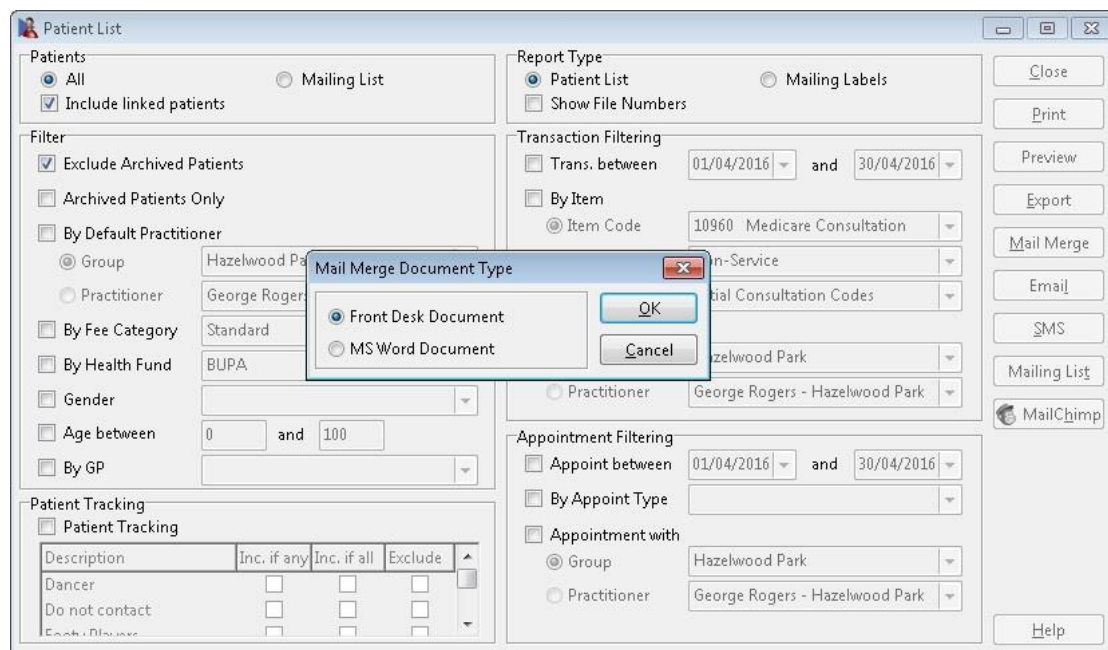 Patient List
Patients
All
Mailing List
Include linked patients
Report Type
Patient List
Mailing Labels
Show File Numbers
Filter
Exclude Archived Patients
Archived Patients Only
By Default Practitioner
Group
Hazelwood Pa
Practitioner
George Rogers
By Fee Category
Standard
By Health Fund
BUPA
Gender
Age between
0 and 100
By GP
Patient Tracking
Patient Tracking
Description Inc. if any Inc. if all Exclude
Dancer
Do not contact
Footy Players
Transaction Filtering
Trans. between 01/04/2016 and 30/04/2016
By Item
Item Code 10960 Medicare Consultation
n-Service
tial Consultation Codes
azelwood Park
Practitioner George Rogers - Hazelwood Park
Appointment Filtering
Appoint between 01/04/2016 and 30/04/2016
By Appoint Type
Appointment with
Group Hazelwood Park
Practitioner George Rogers - Hazelwood Park
Mail Merge Document Type
Front Desk Document
MS Word Document
OK
Cancel
Close
Print
Preview
Export
Mail Merge
Email
SMS
Mailing List
MailChimp
Help